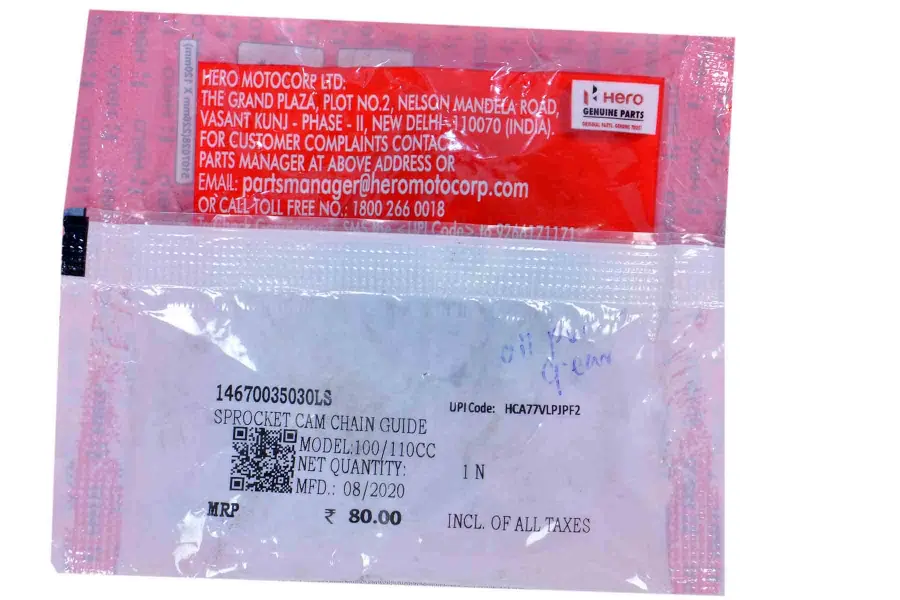 HERO MOTOCORP LTD:
THE GRAND PLAZA, PLOT NO.2, NELSON MANDELA ROAD,
VASANT KUNJ - PHASE - II, NEW DELHI-110070 (INDIA).
FOR CUSTOMER COMPLAINTS CONTACT
PARTS MANAGER AT ABOVE ADDRESS OR
EMAIL: partsmanager@heromotocorp.com
OR CALL TOLL FREE NO.: 1800 266 0018
Hero
GENUINE PARTS
oil
gear
14670035030LS
SPROCKET CAM CHAIN GUIDE
MODEL:100/110CC
NET QUANTITY: 1 N
MFD.: 08/2020
UPI Code: HCA77VLPJPF2
MRP ₹ 80.00 INCL. OF ALL TAXES